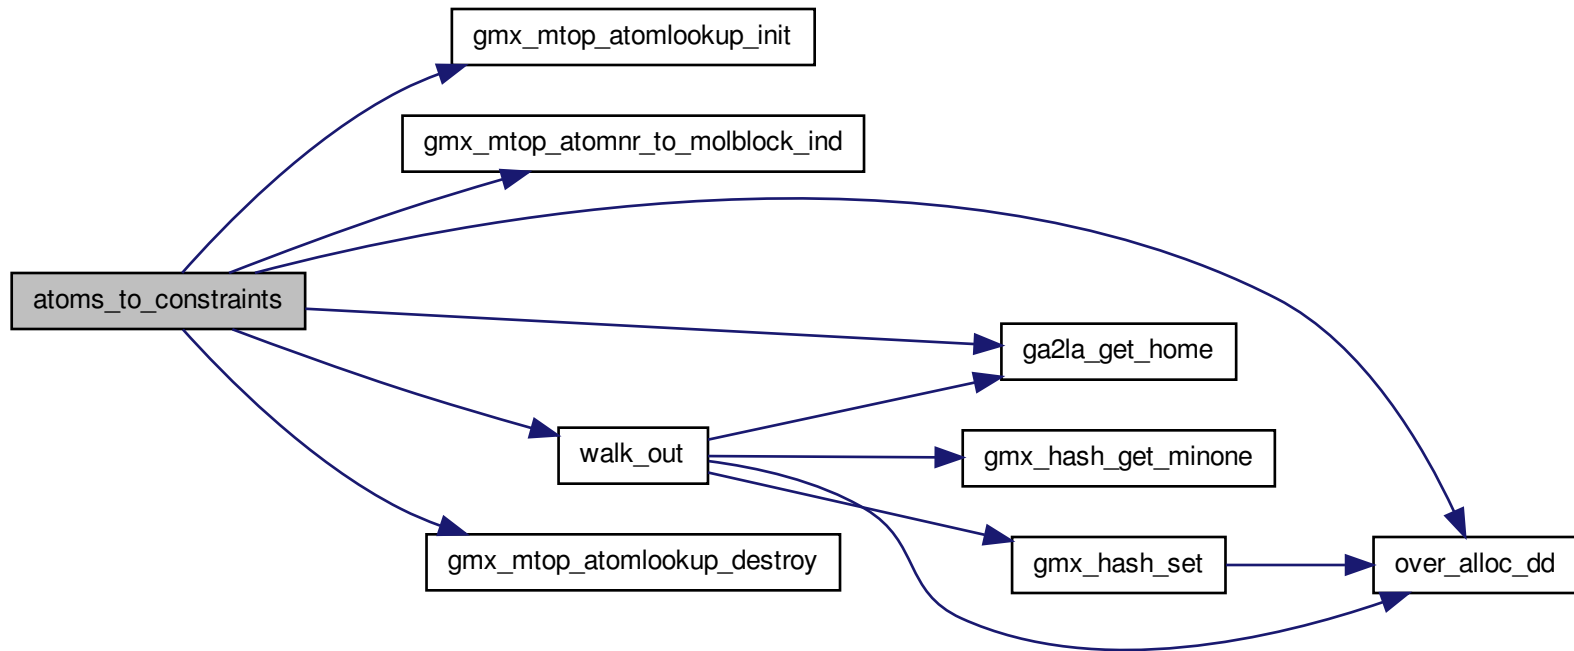 gmx_mtop_atomlookup_init
gmx_mtop_atomnr_to_molblock_ind
atoms_to_constraints
ga2la_get_home
walk_out
gmx_hash_get_minone
gmx_mtop_atomlookup_destroy
gmx_hash_set
over_alloc_dd